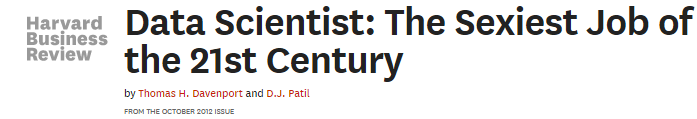 Harvard
Business
Review
Data Scientist: The Sexiest Job of
the 21st Century
by Thomas H. Davenport and D.J. Patil
FROM THE OCTOBER 2012 ISSUE